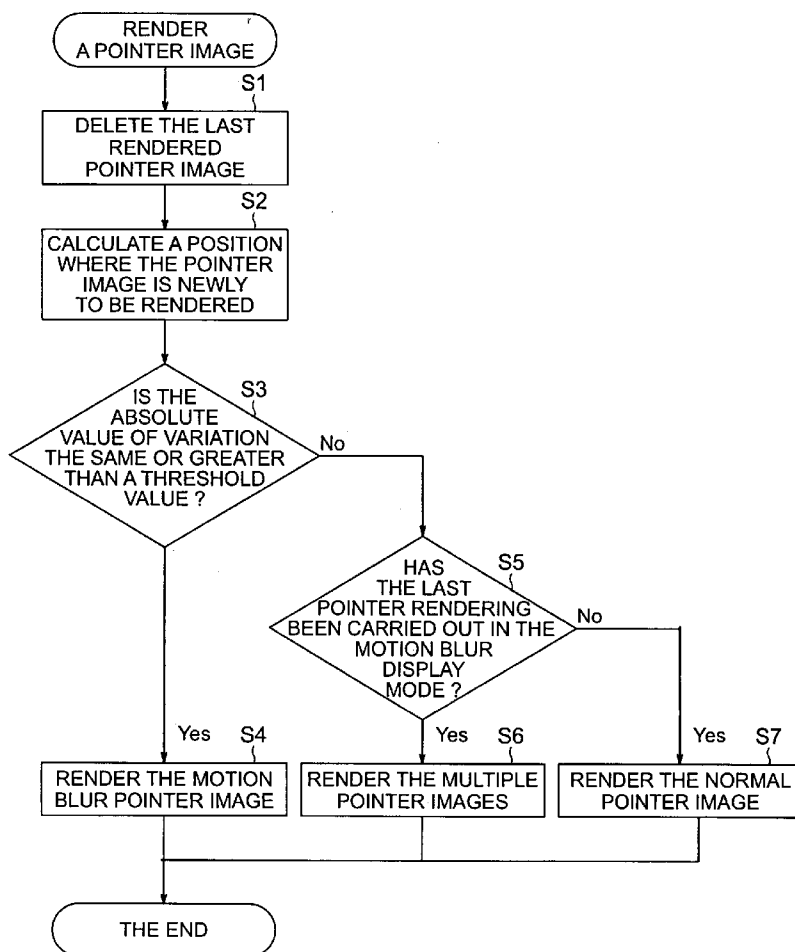 RENDER
A POINTER IMAGE
S1
DELETE THE LAST
RENDERED
POINTER IMAGE
S2
CALCULATE A POSITION
WHERE THE POINTER
IMAGE IS NEWLY
TO BE RENDERED
S3
IS THE
ABSOLUTE
VALUE OF VARIATION
THE SAME OR GREATER
THAN A THRESHOLD
VALUE ?
No
S5
HAS
THE LAST
POINTER RENDERING
BEEN CARRIED OUT IN THE
MOTION BLUR
DISPLAY
MODE ?
No
Yes
S4
RENDER THE MOTION
BLUR POINTER IMAGE
Yes
S6
RENDER THE MULTIPLE
POINTER IMAGES
Yes
S7
RENDER THE NORMAL
POINTER IMAGE
THE END